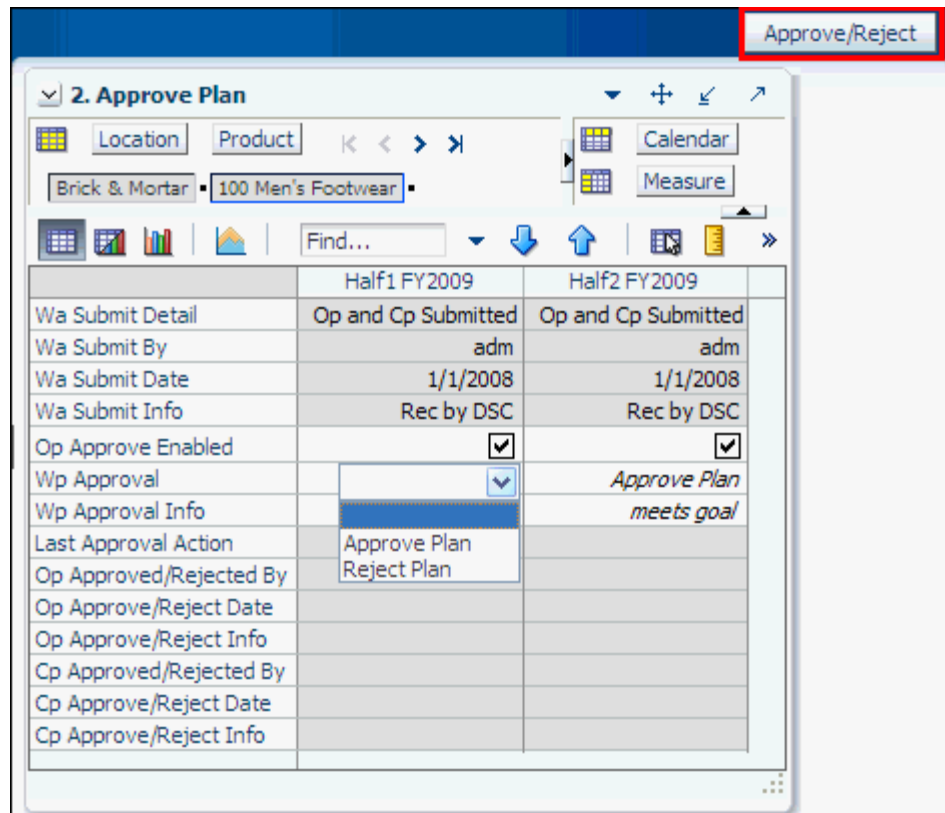 Approve/Reject
2. Approve Plan
Location Product Calendar
Brick & Mortar 100 Men's Footwear Measure
Find...
Half1 FY2009 Half2 FY2009
Wa Submit Detail Op and Cp Submitted Op and Cp Submitted
Wa Submit By adm adm
Wa Submit Date 1/1/2008 1/1/2008
Wa Submit Info Rec by DSC Rec by DSC
Op Approve Enabled
Wp Approval Approve Plan
Wp Approval Info meets goal
Last Approval Action Approve Plan
Op Approved/Rejected By Reject Plan
Op Approve/Reject Date
Op Approve/Reject Info
Cp Approved/Rejected By
Cp Approve/Reject Date
Cp Approve/Reject Info